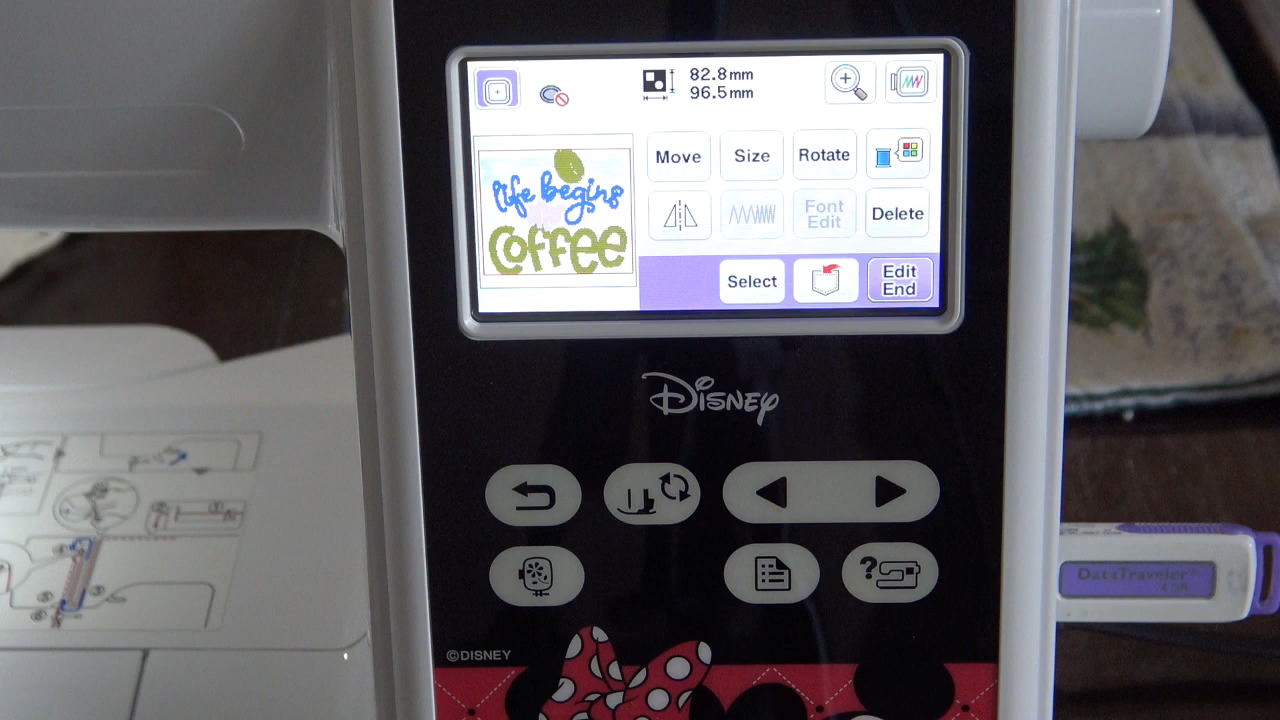 82.8mm
96.5mm
life begins
coffee
Move
Size
Rotate
Font
Edit
Delete
Select
Edit
End
Disney
?
©DISNEY
DataTraveler